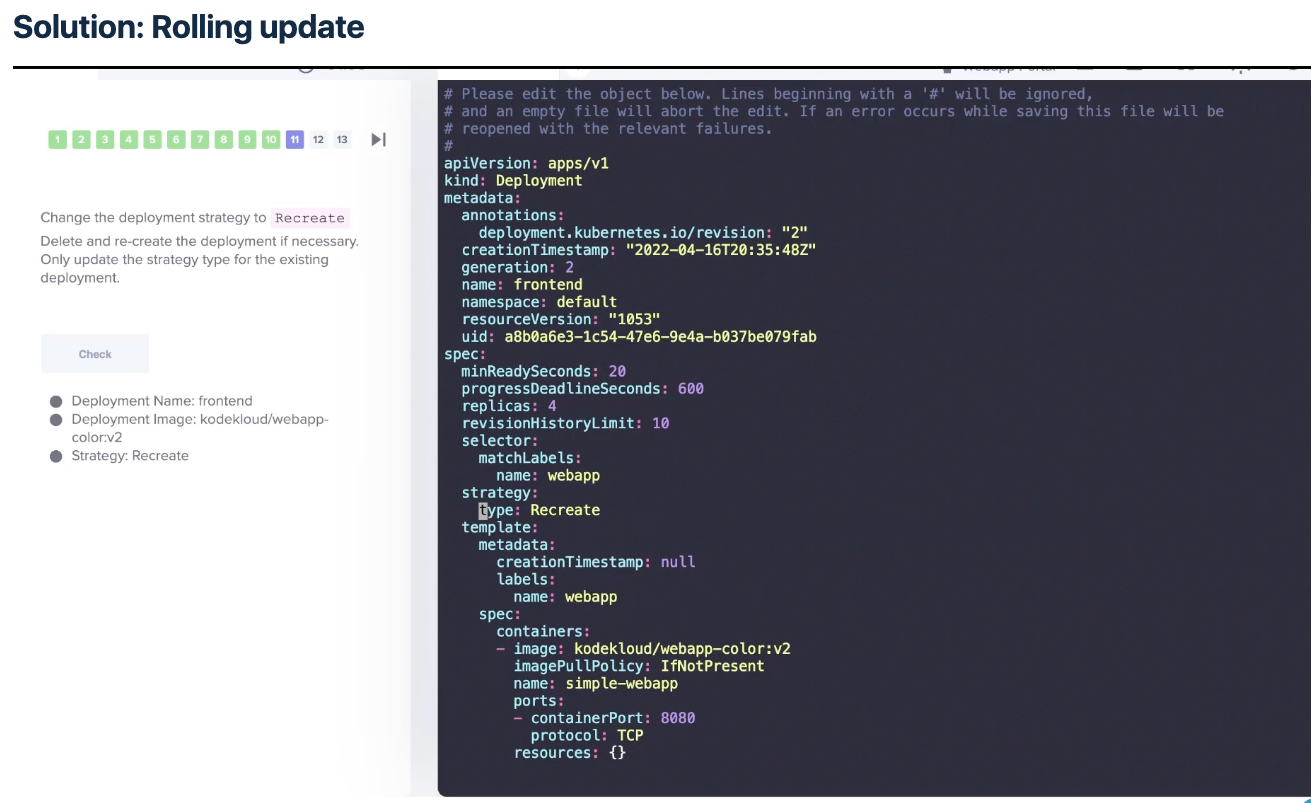 Solution: Rolling update
Webapp Portal
1 2 3 4 5 6 7 8 9 10 11 12 13
Change the deployment strategy to Recreate
Delete and re-create the deployment if necessary.
Only update the strategy type for the existing
deployment.
Check
Deployment Name: frontend
Deployment Image: kodekloud/webapp-
color:v2
Strategy: Recreate
# Please edit the object below. Lines beginning with a '#' will be ignored,
# and an empty file will abort the edit. If an error occurs while saving this file will be
# reopened with the relevant failures.
#
apiVersion: apps/v1
kind: Deployment
metadata:
  annotations:
    deployment.kubernetes.io/revision: "2"
  creationTimestamp: "2022-04-16T20:35:48Z"
  generation: 2
  name: frontend
  namespace: default
  resourceVersion: "1053"
  uid: a8b0a6e3-1c54-47e6-9e4a-b037be079fab
spec:
  minReadySeconds: 20
  progressDeadlineSeconds: 600
  replicas: 4
  revisionHistoryLimit: 10
  selector:
    matchLabels:
      name: webapp
  strategy:
    type: Recreate
  template:
    metadata:
      creationTimestamp: null
      labels:
        name: webapp
    spec:
      containers:
      - image: kodekloud/webapp-color:v2
        imagePullPolicy: IfNotPresent
        name: simple-webapp
        ports:
        - containerPort: 8080
          protocol: TCP
        resources: {}